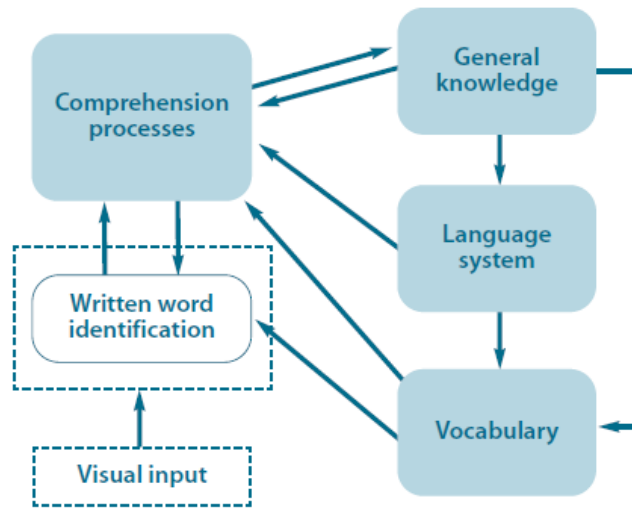 General
knowledge
Comprehension
processes
Language
system
Written word
identification
Vocabulary
Visual input